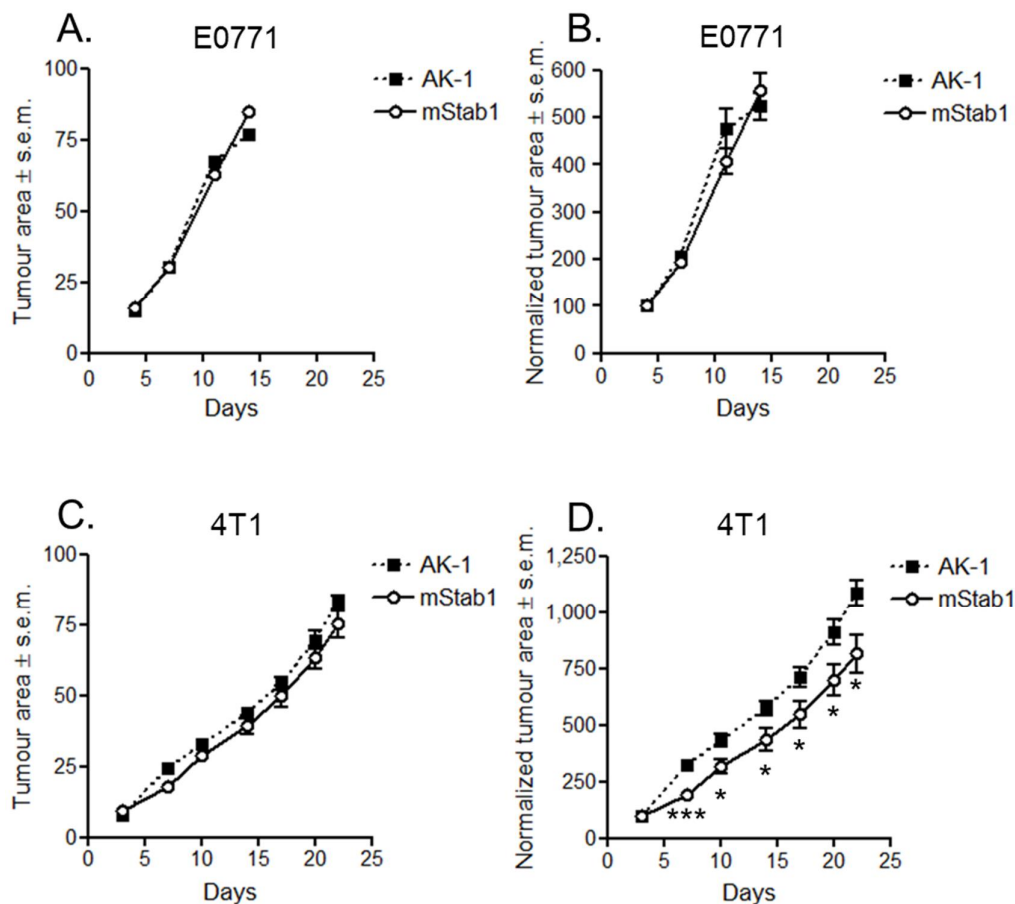 A.
E0771
100
75
50
25
0
0 5 10 15 20 25
Tumour area ± s.e.m.
Days
AK-1
mStab1
B.
E0771
600
500
400
300
200
100
0
0 5 10 15 20 25
Normalized tumour area ± s.e.m.
Days
AK-1
mStab1
C.
4T1
100
75
50
25
0
0 5 10 15 20 25
Tumour area ± s.e.m.
Days
AK-1
mStab1
D.
4T1
1,250
1,000
750
500
250
0
0 5 10 15 20 25
Normalized tumour area ± s.e.m.
Days
AK-1
mStab1
*** * * * * *